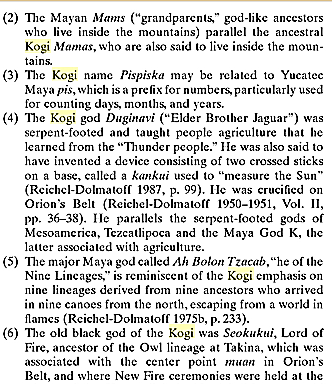 (2) The Mayan Mams (“grandparents,” god-like ancestors
who live inside the mountains) parallel the ancestral
Kogi Mamas, who are also said to live inside the moun-
tains.
(3) The Kogi name Pispiska may be related to Yucatec
Maya pis, which is a prefix for numbers, particularly used
for counting days, months, and years.
(4) The Kogi god Duginavi (“Elder Brother Jaguar”) was
serpent-footed and taught people agriculture that he
learned from the “Thunder people.” He was also said to
have invented a device consisting of two crossed sticks
on a base, called a kankui used to “measure the Sun”
(Reichel-Dolmatoff 1987, p. 99). He was crucified on
Orion’s Belt (Reichel-Dolmatoff 1950–1951, Vol. II,
pp. 36–38). He parallels the serpent-footed gods of
Mesoamerica, Tezcatlipoca and the Maya God K, the
latter associated with agriculture.
(5) The major Maya god called Ah Bolon Tzacab, “he of the
Nine Lineages,” is reminiscent of the Kogi emphasis on
nine lineages derived from nine ancestors who arrived
in nine canoes from the north, escaping from a world in
flames (Reichel-Dolmatoff 1975b, p. 233).
(6) The old black god of the Kogi was Seokukui, Lord of
Fire, ancestor of the Owl lineage at Takina, which was
associated with the center point muan in Orion’s
Belt, and where New Fire ceremonies were held at the